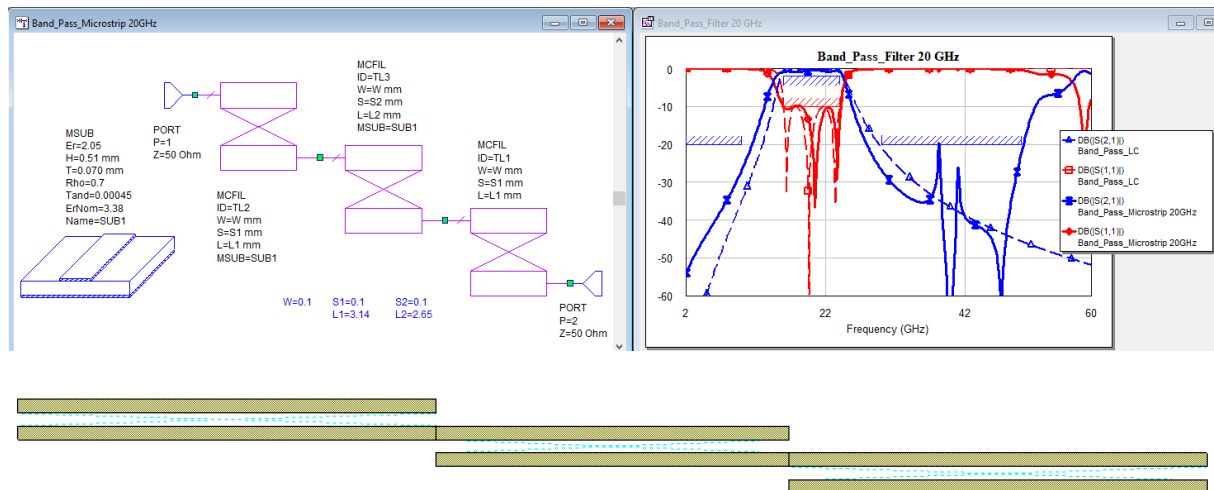 Band_Pass_Microstrip 20GHz
MCFIL
ID=TL3
W=W mm
S=S2 mm
L=L2 mm
MSUB=SUB1
PORT
P=1
Z=50 Ohm
MSUB
Er=2.05
H=0.51 mm
T=0.070 mm
Rho=0.7
Tand=0.00045
ErNom=3.38
Name=SUB1
MCFIL
ID=TL2
W=W mm
S=S1 mm
L=L1 mm
MSUB=SUB1
MCFIL
ID=TL1
W=W mm
S=S1 mm
L=L1 mm
W=0.1 S1=0.1 S2=0.1
L1=3.14 L2=2.65
PORT
P=2
Z=50 Ohm
Band_Pass_Filter 20 GHz
Band_Pass_Filter 20 GHz
0
-10
-20
-30
-40
-50
-60
2 22 42 60
Frequency (GHz)
DB(|S(2,1)|)
Band_Pass_LC
DB(|S(1,1)|)
Band_Pass_LC
DB(|S(2,1)|)
Band_Pass_Microstrip 20GHz
DB(|S(1,1)|)
Band_Pass_Microstrip 20GHz